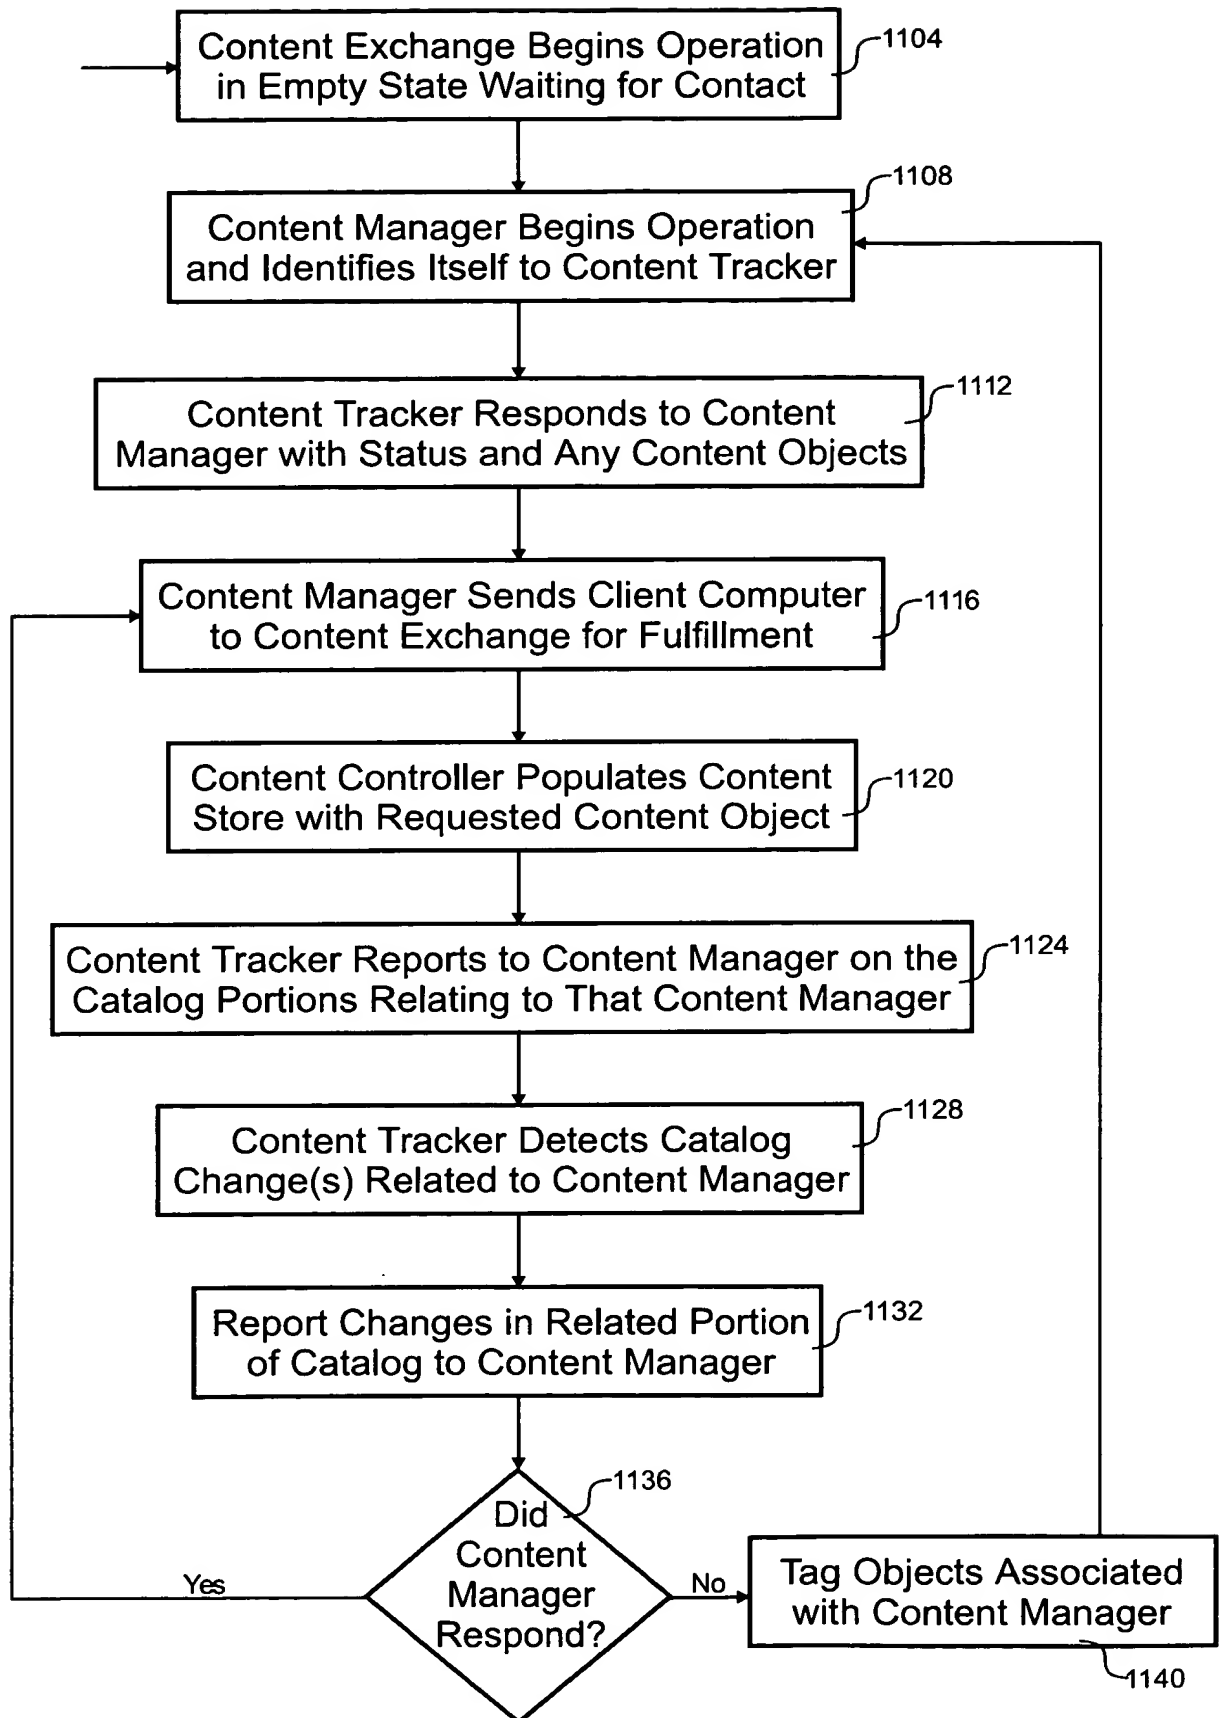 Content Exchange Begins Operation
in Empty State Waiting for Contact
1104
1108
Content Manager Begins Operation
and Identifies Itself to Content Tracker
1112
Content Tracker Responds to Content
Manager with Status and Any Content Objects
Content Manager Sends Client Computer
to Content Exchange for Fulfillment
1116
Content Controller Populates Content
Store with Requested Content Object
1120
Content Tracker Reports to Content Manager on the
Catalog Portions Relating to That Content Manager
1124
1128
Content Tracker Detects Catalog
Change(s) Related to Content Manager
Report Changes in Related Portion
of Catalog to Content Manager
1132
1136
Did
Content
Manager
Respond?
Yes
No
Tag Objects Associated
with Content Manager
1140